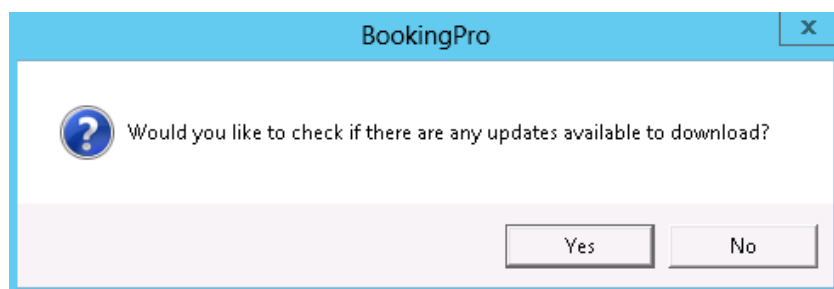 BookingPro
x
Would you like to check if there are any updates available to download?
Yes No